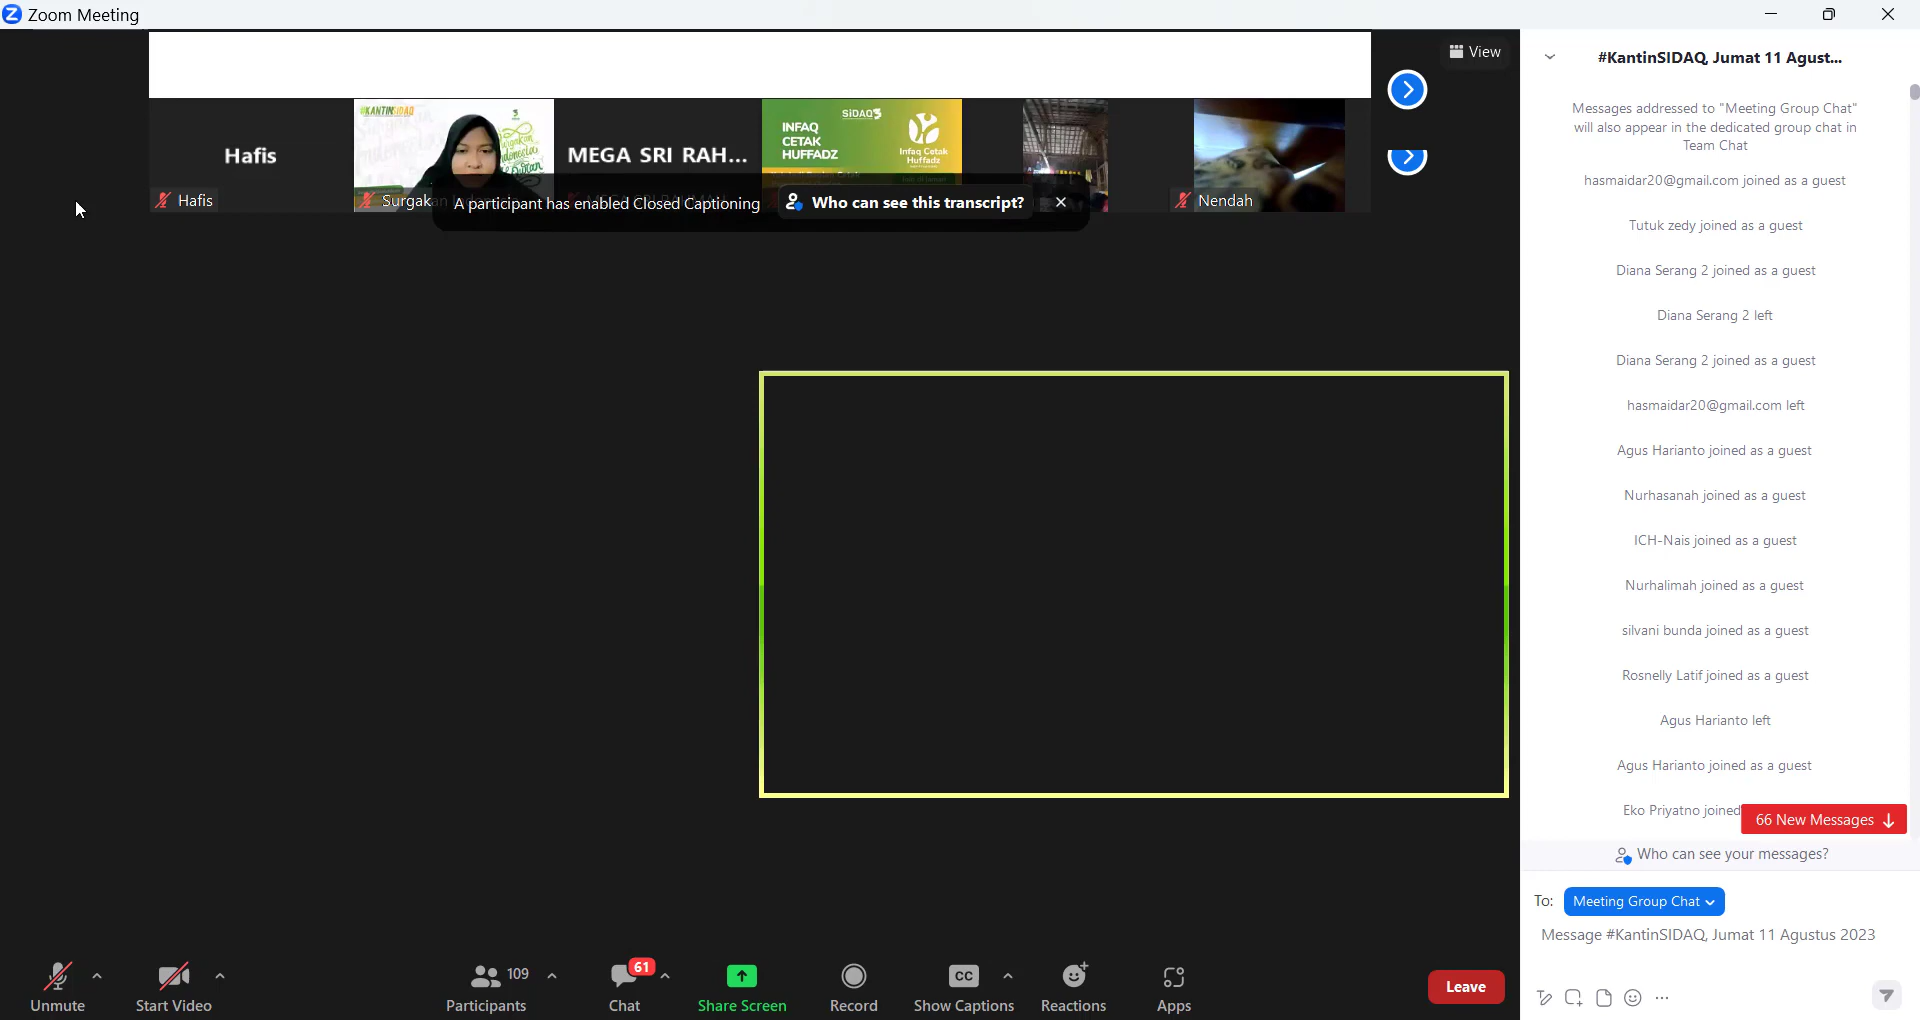 Zoom Meeting
View
#KantinSIDAQ, Jumat 11 Agust...
Messages addressed to "Meeting Group Chat"
will also appear in the dedicated group chat in
Team Chat
hasmaidar20@gmail.com joined as a guest
Tutuk zedy joined as a guest
Diana Serang 2 joined as a guest
Diana Serang 2 left
Diana Serang 2 joined as a guest
hasmaidar20@gmail.com left
Agus Harianto joined as a guest
Nurhasanah joined as a guest
ICH-Nais joined as a guest
Nurhalimah joined as a guest
silvani bunda joined as a guest
Rosnelly Latif joined as a guest
Agus Harianto left
Agus Harianto joined as a guest
Eko Priyatno joined
66 New Messages
Who can see your messages?
To: Meeting Group Chat
Message #KantinSIDAQ, Jumat 11 Agustus 2023
Hafis
Hafis
#KANTINSIDAQ
Surgaka
MEGA SRI RAH...
SiDAQ
INFAQ
CETAK
HUFFADZ
Infaq Cetak
Huffadz
Nendah
A participant has enabled Closed Captioning
Who can see this transcript?
Unmute
Start Video
109
Participants
61
Chat
Share Screen
Record
CC
Show Captions
Reactions
Apps
Leave